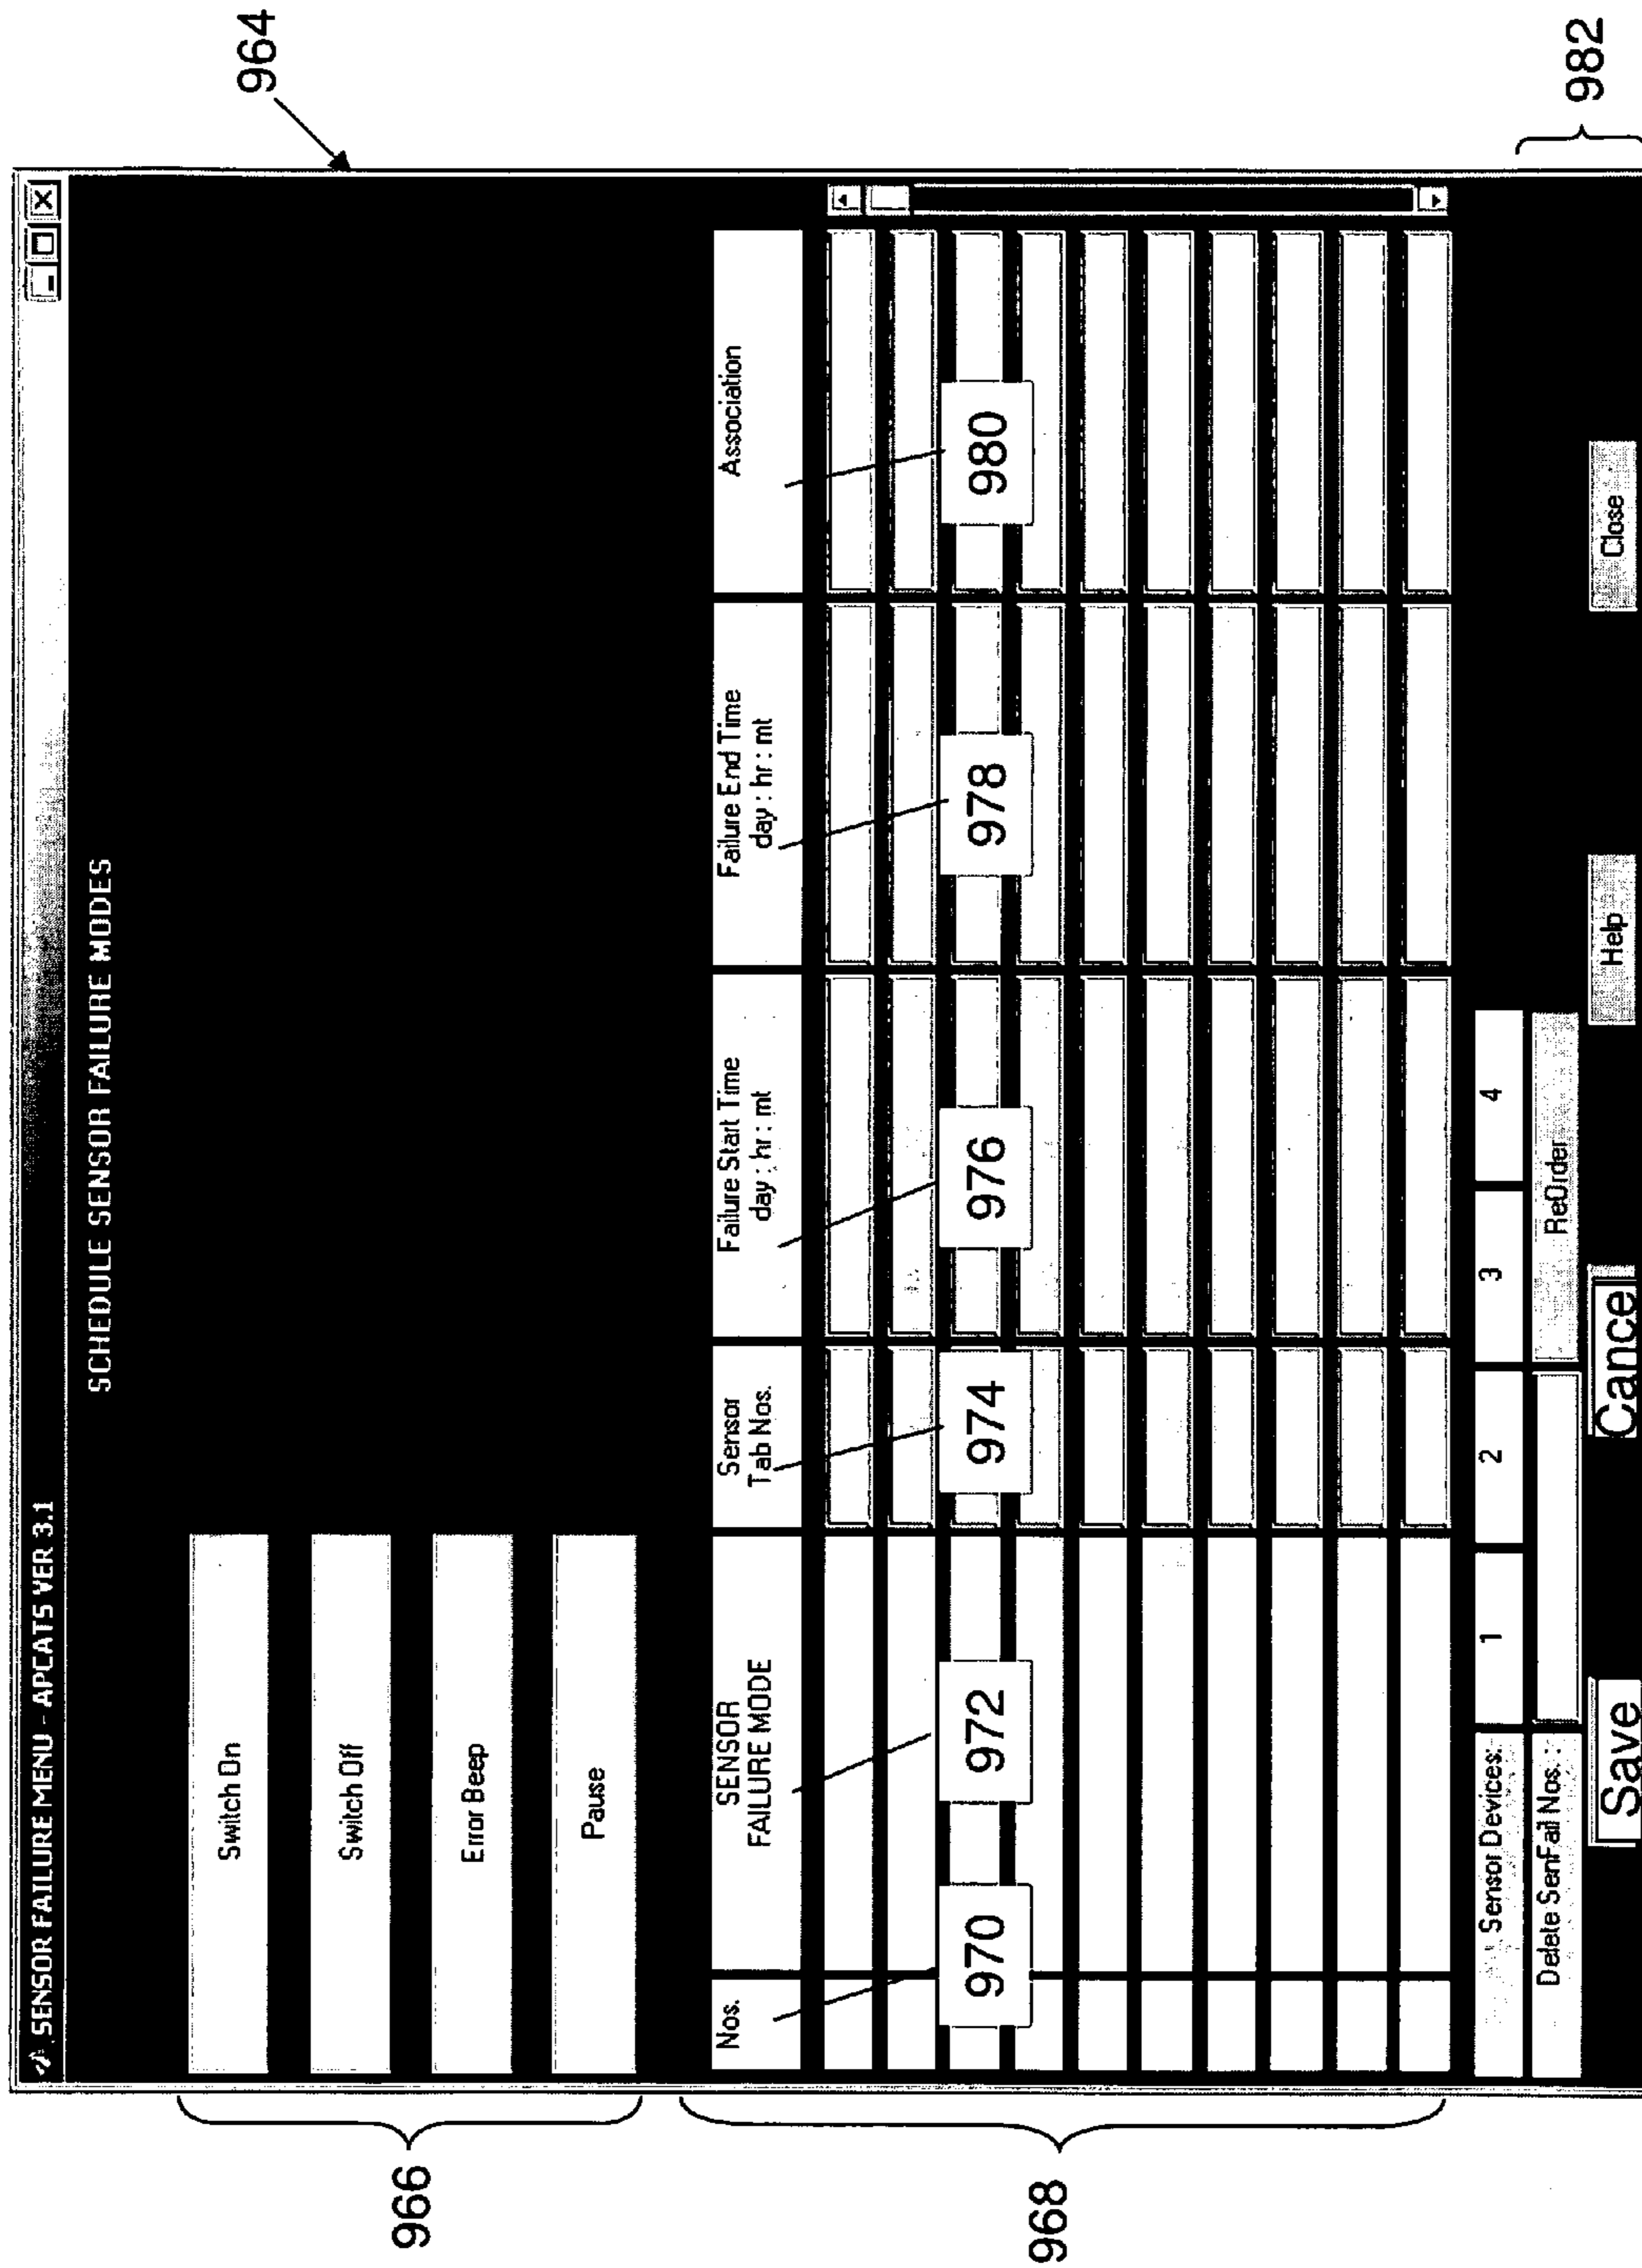 SENSOR FAILURE MENU - APCATS VER 3.1
964
SCHEDULE SENSOR FAILURE MODES
966
Switch On
Switch Off
Error Beep
Pause
968
Nos.
SENSOR
FAILURE MODE
Sensor
Tab Nos.
Failure Start Time
day : hr : mt
Failure End Time
day : hr : mt
Association
970
972
974
976
978
980
Sensor Devices:
1
2
3
4
Delete SenFail Nos. :
ReOrder
982
Save
Cancel
Help
Close